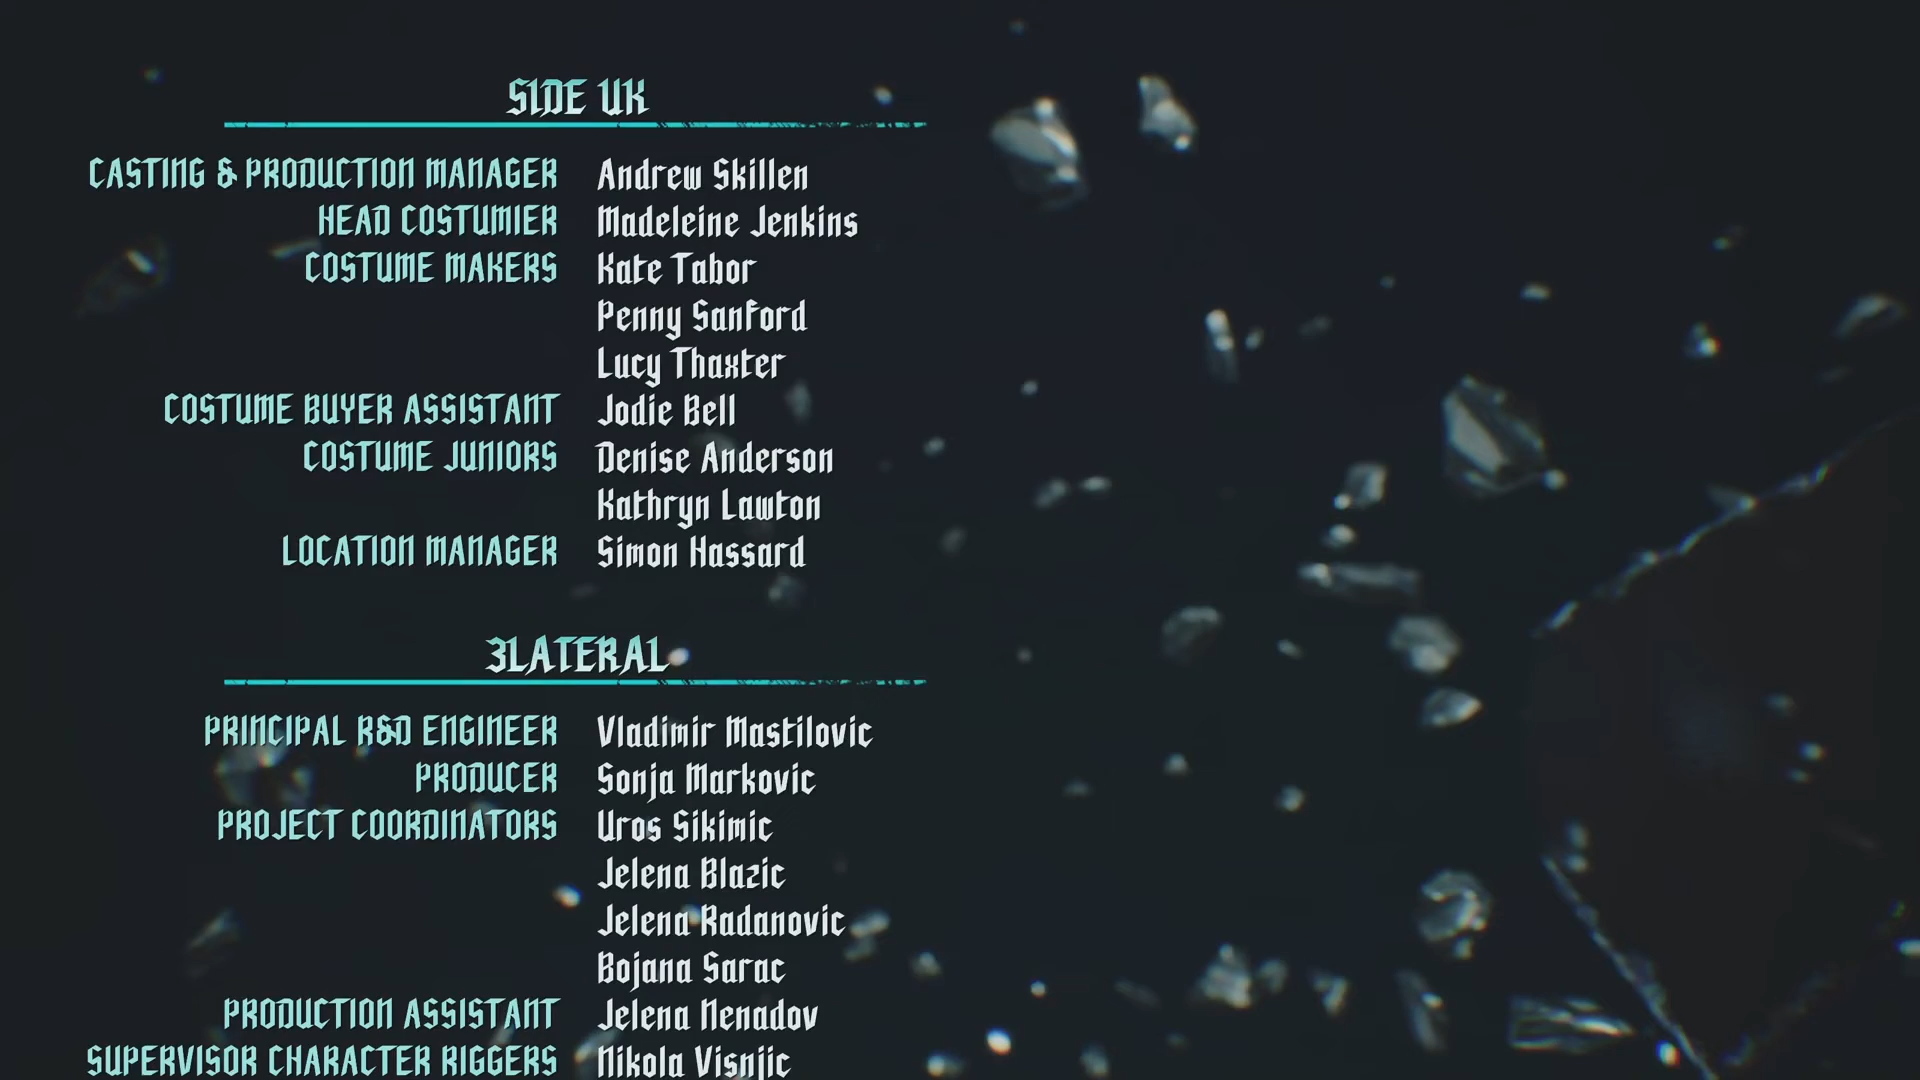 SIDE UK
CASTING & PRODUCTION MANAGER Andrew Skillen
HEAD COSTUMIER Madeleine Jenkins
COSTUME MAKERS Kate Tabor
Penny Sanford
Lucy Thaxter
COSTUME BUYER ASSISTANT Jodie Bell
COSTUME JUNIORS Denise Anderson
Kathryn Lawton
LOCATION MANAGER Simon Hassard
3LATERAL
PRINCIPAL R&D ENGINEER Vladimir Mastilovic
PRODUCER Sonja Markovic
PROJECT COORDINATORS Uros Sikimic
Jelena Blazic
Jelena Radanovic
Bojana Sarac
PRODUCTION ASSISTANT Jelena Nenadov
SUPERVISOR CHARACTER RIGGERS Nikola Visnjic